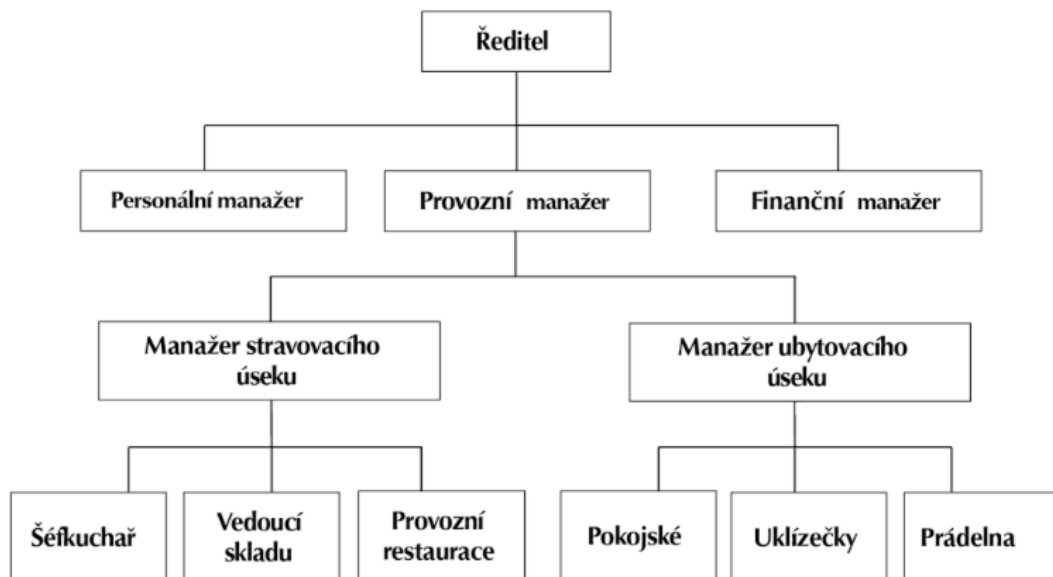 Ředitel
Personální manažer
Provozní manažer
Finanční manažer
Manažer stravovacího
úseku
Manažer ubytovacího
úseku
Šéfkuchař
Vedoucí
skladu
Provozní
restaurace
Pokojské
Uklízečky
Prádelna